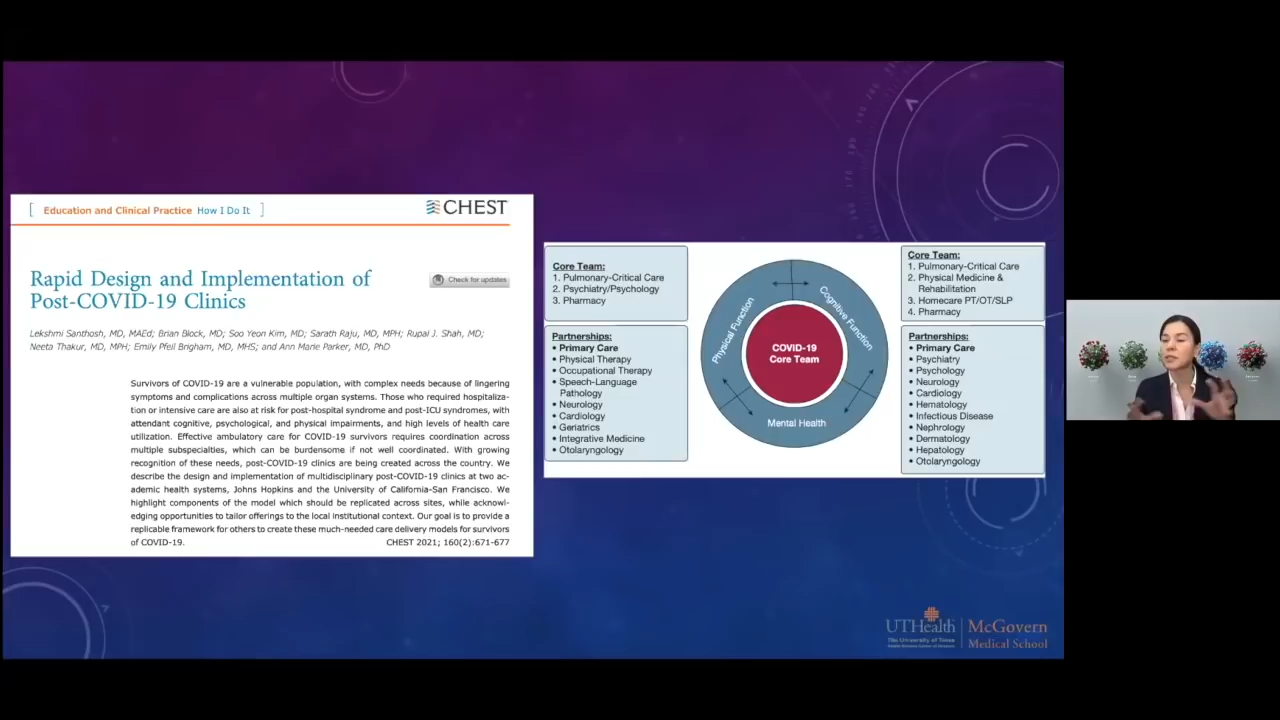 [ Education and Clinical Practice How I Do It ]
CHEST
Rapid Design and Implementation of
Post-COVID-19 Clinics
Check for updates
Lekshmi Santhosh, MD, MAEd; Brian Block, MD; Soo Yeon Kim, MD; Sarath Raju, MD, MPH; Rupal J. Shah, MD;
Neeta Thakur, MD, MPH; Emily Pfeil Brigham, MD, MHS; and Ann Marie Parker, MD, PhD
Survivors of COVID-19 are a vulnerable population, with complex needs because of lingering
symptoms and complications across multiple organ systems. Those who required hospitaliza-
tion or intensive care are also at risk for post-hospital syndrome and post-ICU syndromes, with
attendant cognitive, psychological, and physical impairments, and high levels of health care
utilization. Effective ambulatory care for COVID-19 survivors requires coordination across
multiple subspecialties, which can be burdensome if not well coordinated. With growing
recognition of these needs, post-COVID-19 clinics are being created across the country. We
describe the design and implementation of multidisciplinary post-COVID-19 clinics at two ac-
ademic health systems, Johns Hopkins and the University of California-San Francisco. We
highlight components of the model which should be replicated across sites, while acknowl-
edging opportunities to tailor offerings to the local institutional context. Our goal is to provide a
replicable framework for others to create these much-needed care delivery models for survivors
of COVID-19.
CHEST 2021; 160(2):671-677
Core Team:
1. Pulmonary-Critical Care
2. Psychiatry/Psychology
3. Pharmacy
Partnerships:
• Primary Care
• Physical Therapy
• Occupational Therapy
• Speech-Language
Pathology
• Neurology
• Cardiology
• Geriatrics
• Integrative Medicine
• Otolaryngology
Physical Function
Cognitive Function
COVID-19
Core Team
Mental Health
Core Team:
1. Pulmonary-Critical Care
2. Physical Medicine &
Rehabilitation
3. Homecare PT/OT/SLP
4. Pharmacy
Partnerships:
• Primary Care
• Psychiatry
• Psychology
• Neurology
• Cardiology
• Hematology
• Infectious Disease
• Nephrology
• Dermatology
• Hepatology
• Otolaryngology
UTHealth
The University of Texas
McGovern
Medical School